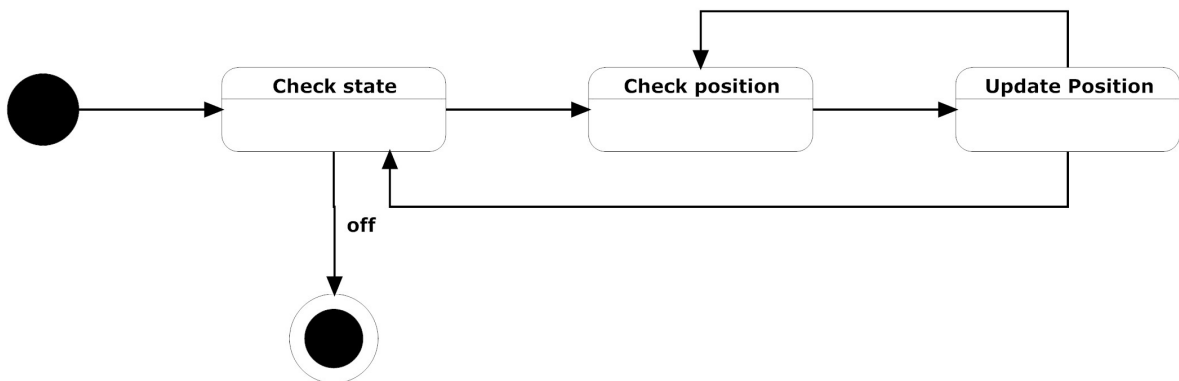 Check state
Check position
Update Position
off